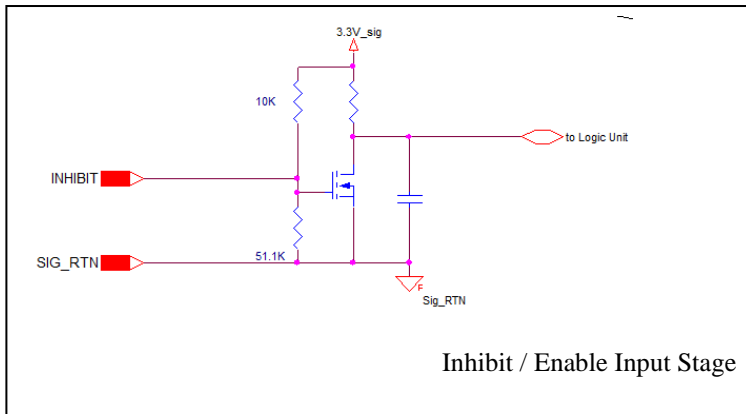 3.3V_sig
10K
to Logic Unit
INHIBIT
SIG_RTN
51.1K
Sig_RTN
Inhibit / Enable Input Stage